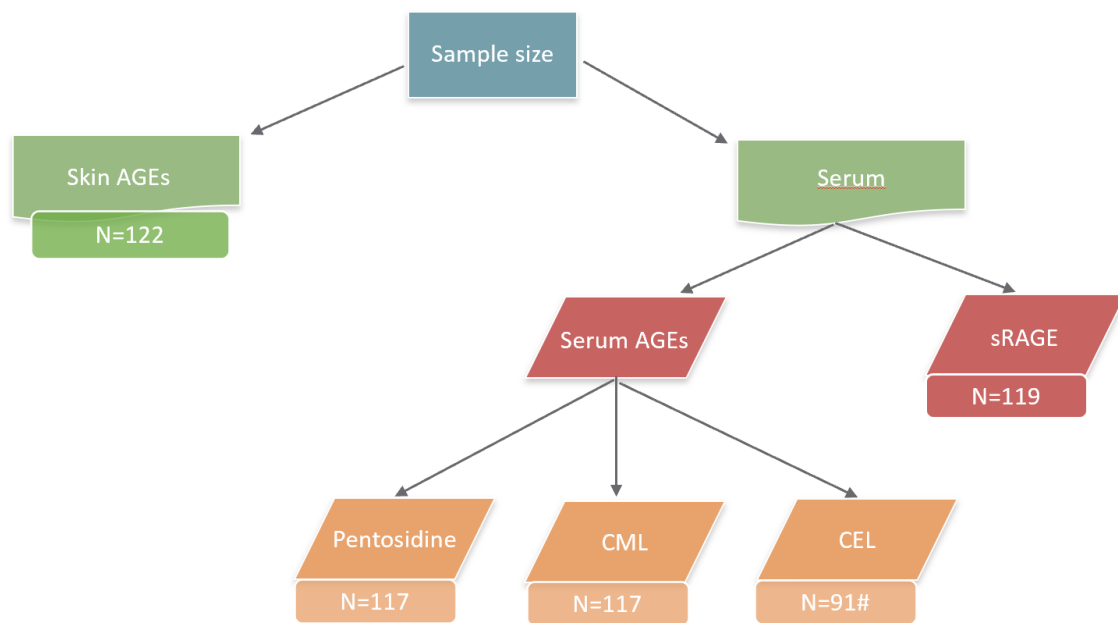 Sample size
Skin AGEs
N=122
Serum
Serum AGEs
sRAGE
N=119
Pentosidine
CML
CEL
N=117
N=117
N=91#